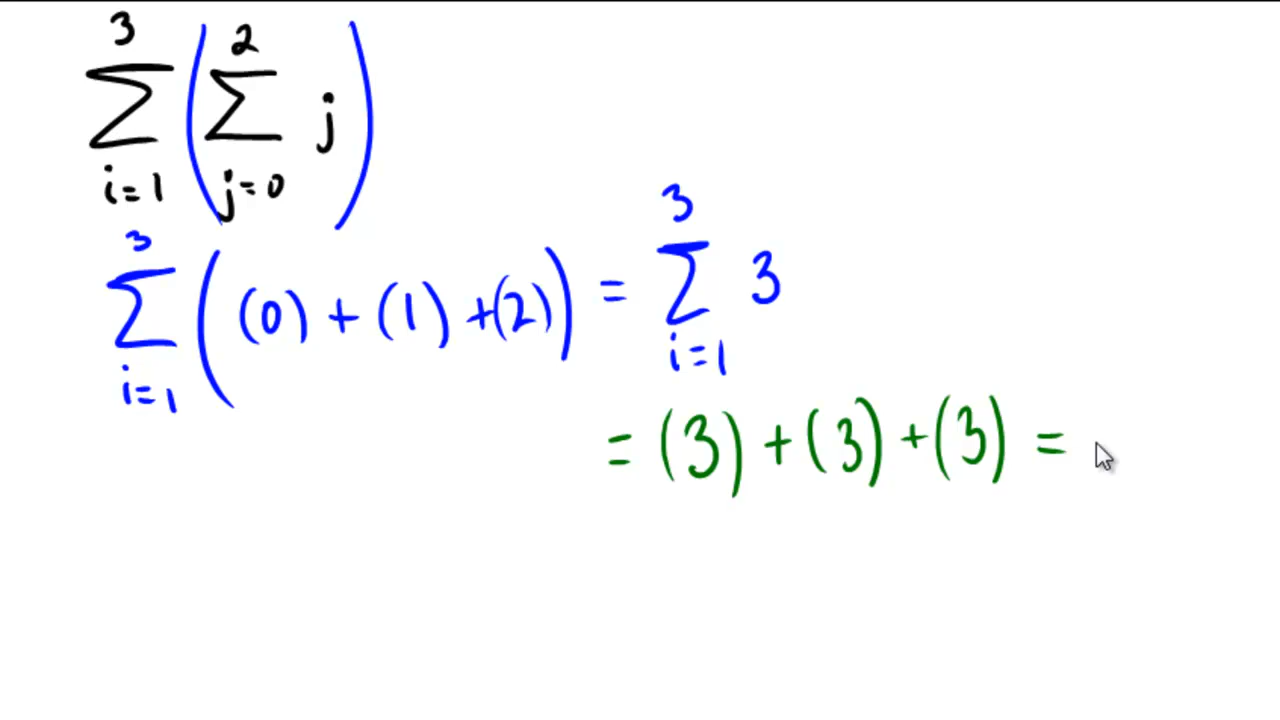 3 2
∑ ( ∑ j )
i=1 j=0
3 3
∑ ( (0) + (1) + (2) ) = ∑ 3
i=1 i=1
= (3) + (3) + (3) =